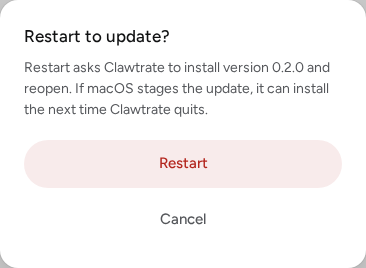 Restart to update?
Restart asks Clawtrate to install version 0.2.0 and
reopen. If macOS stages the update, it can install
the next time Clawtrate quits.
Restart
Cancel